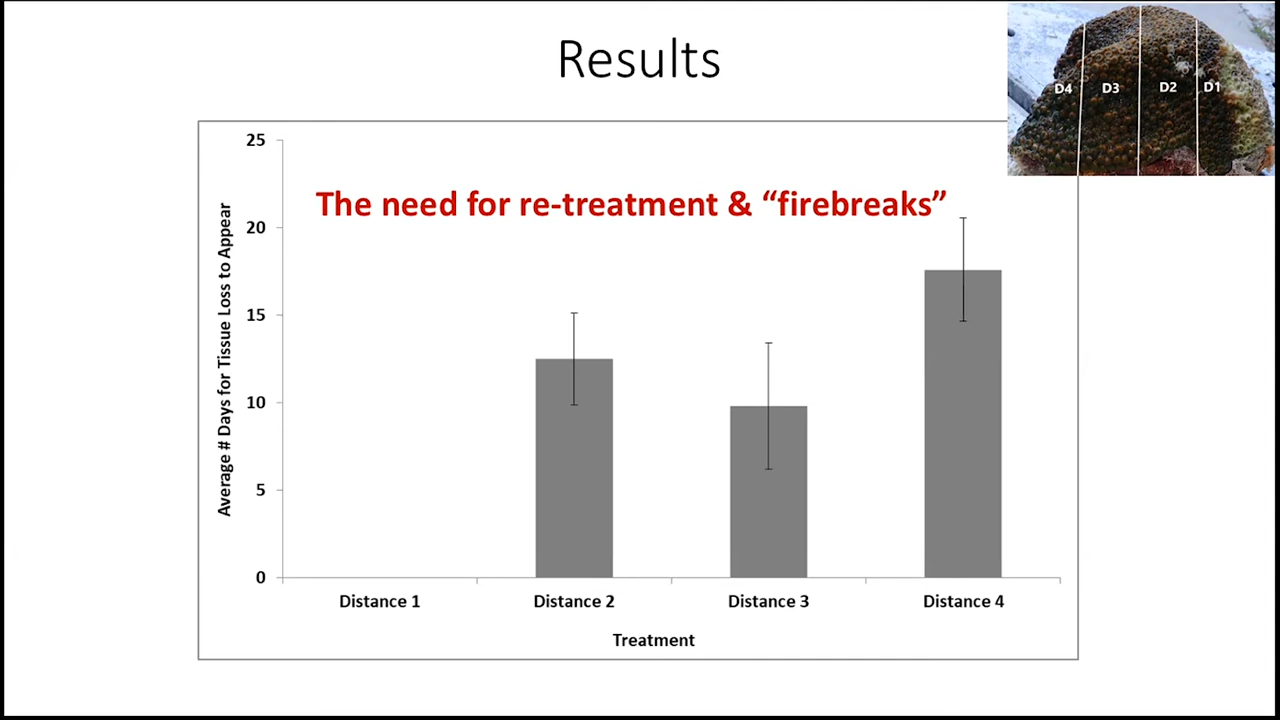 Results
D4 D3 D2 D1
The need for re-treatment & “firebreaks”
Average # Days for Tissue Loss to Appear
25
20
15
10
5
0
Distance 1 Distance 2 Distance 3 Distance 4
Treatment